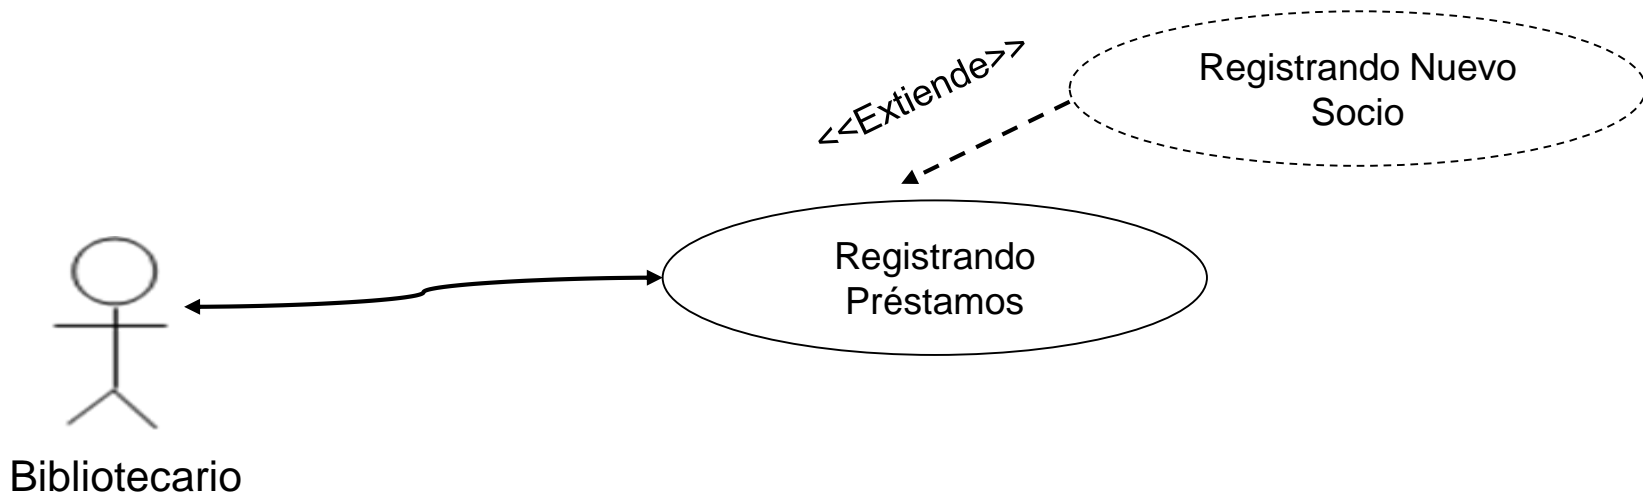 <<Extiende>>
Registrando Nuevo
Socio
Registrando
Préstamos
Bibliotecario